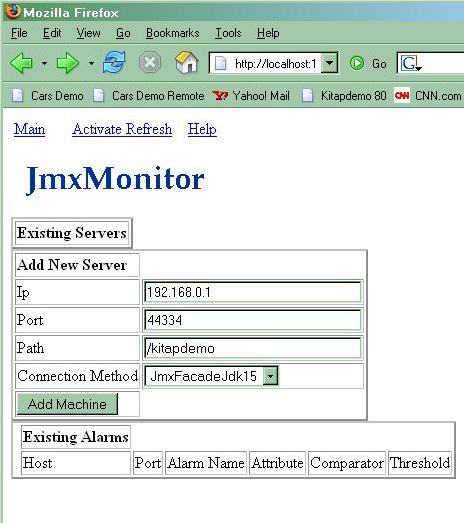 Mozilla Firefox
File Edit View Go Bookmarks Tools Help
http://localhost:1 Go G
Cars Demo Cars Demo Remote Y! Yahoo! Mail Kitapdemo 80 CNN CNN.com
Main Activate Refresh Help
JmxMonitor
Existing Servers
Add New Server
Ip 192.168.0.1
Port 44334
Path /kitapdemo
Connection Method JmxFacadeJdk15
Add Machine
Existing Alarms
Host Port Alarm Name Attribute Comparator Threshold